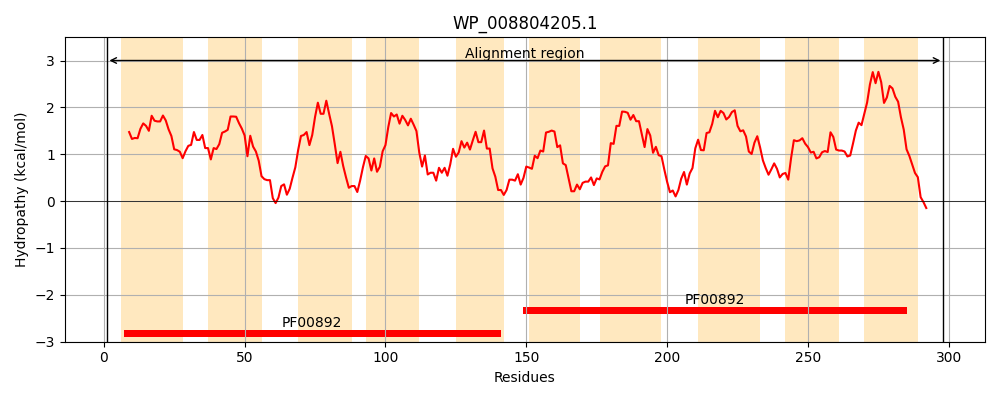 WP_008804205.1
Alignment region
3
2
1
0
−1
−2
−3
Hydropathy (kcal/mol)
PF00892
PF00892
0
50
100
150
200
250
300
Residues